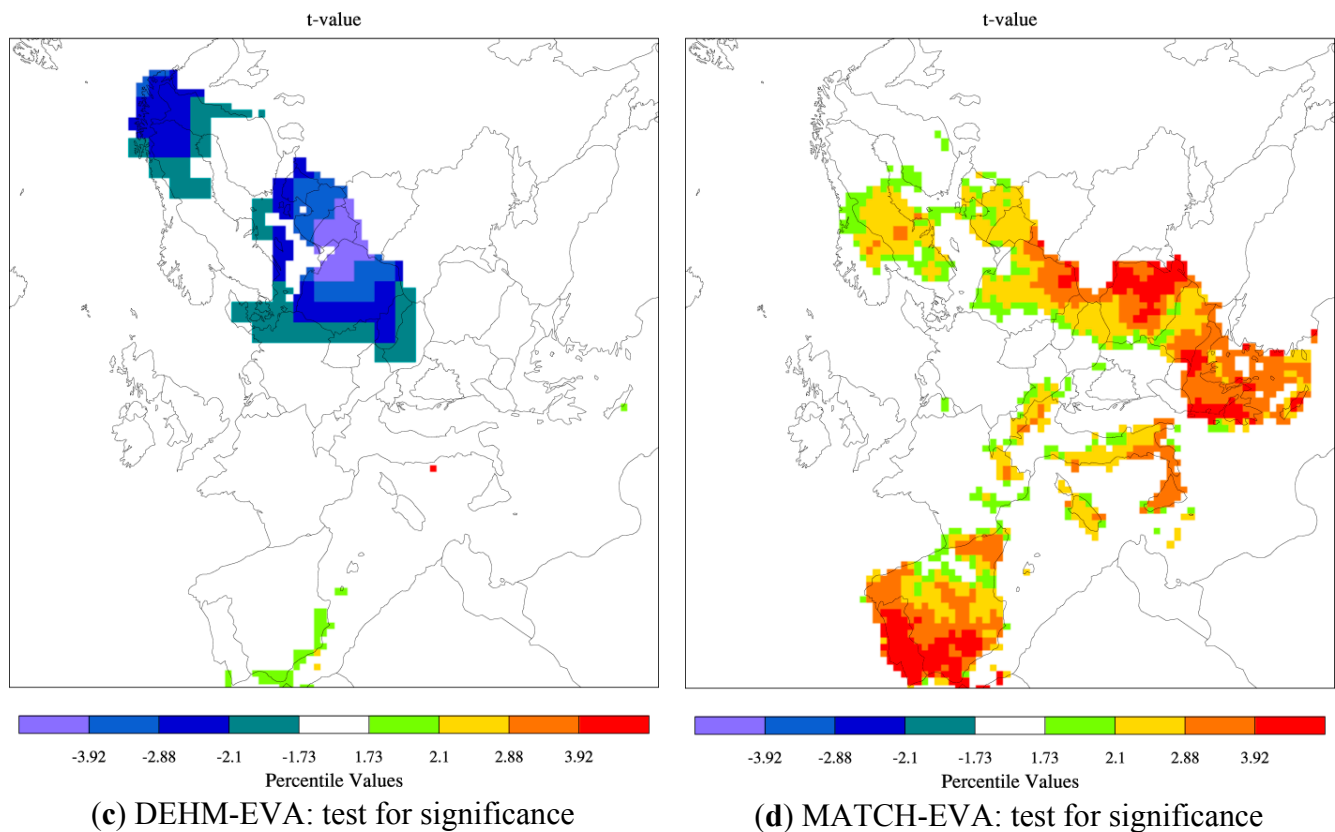 t-value
-3.92 -2.88 -2.1 -1.73 1.73 2.1 2.88 3.92
Percentile Values
(c) DEHM-EVA: test for significance
t-value
-3.92 -2.88 -2.1 -1.73 1.73 2.1 2.88 3.92
Percentile Values
(d) MATCH-EVA: test for significance